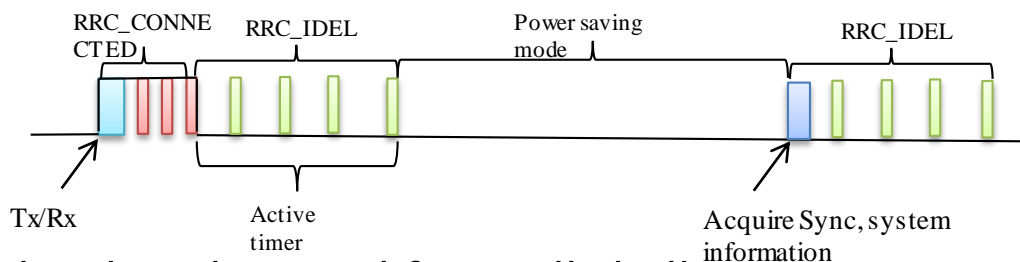 RRC_CONNE
CTED
RRC_IDEL
Power saving
mode
RRC_IDEL
Tx/Rx
Active
timer
Acquire Sync, system
information